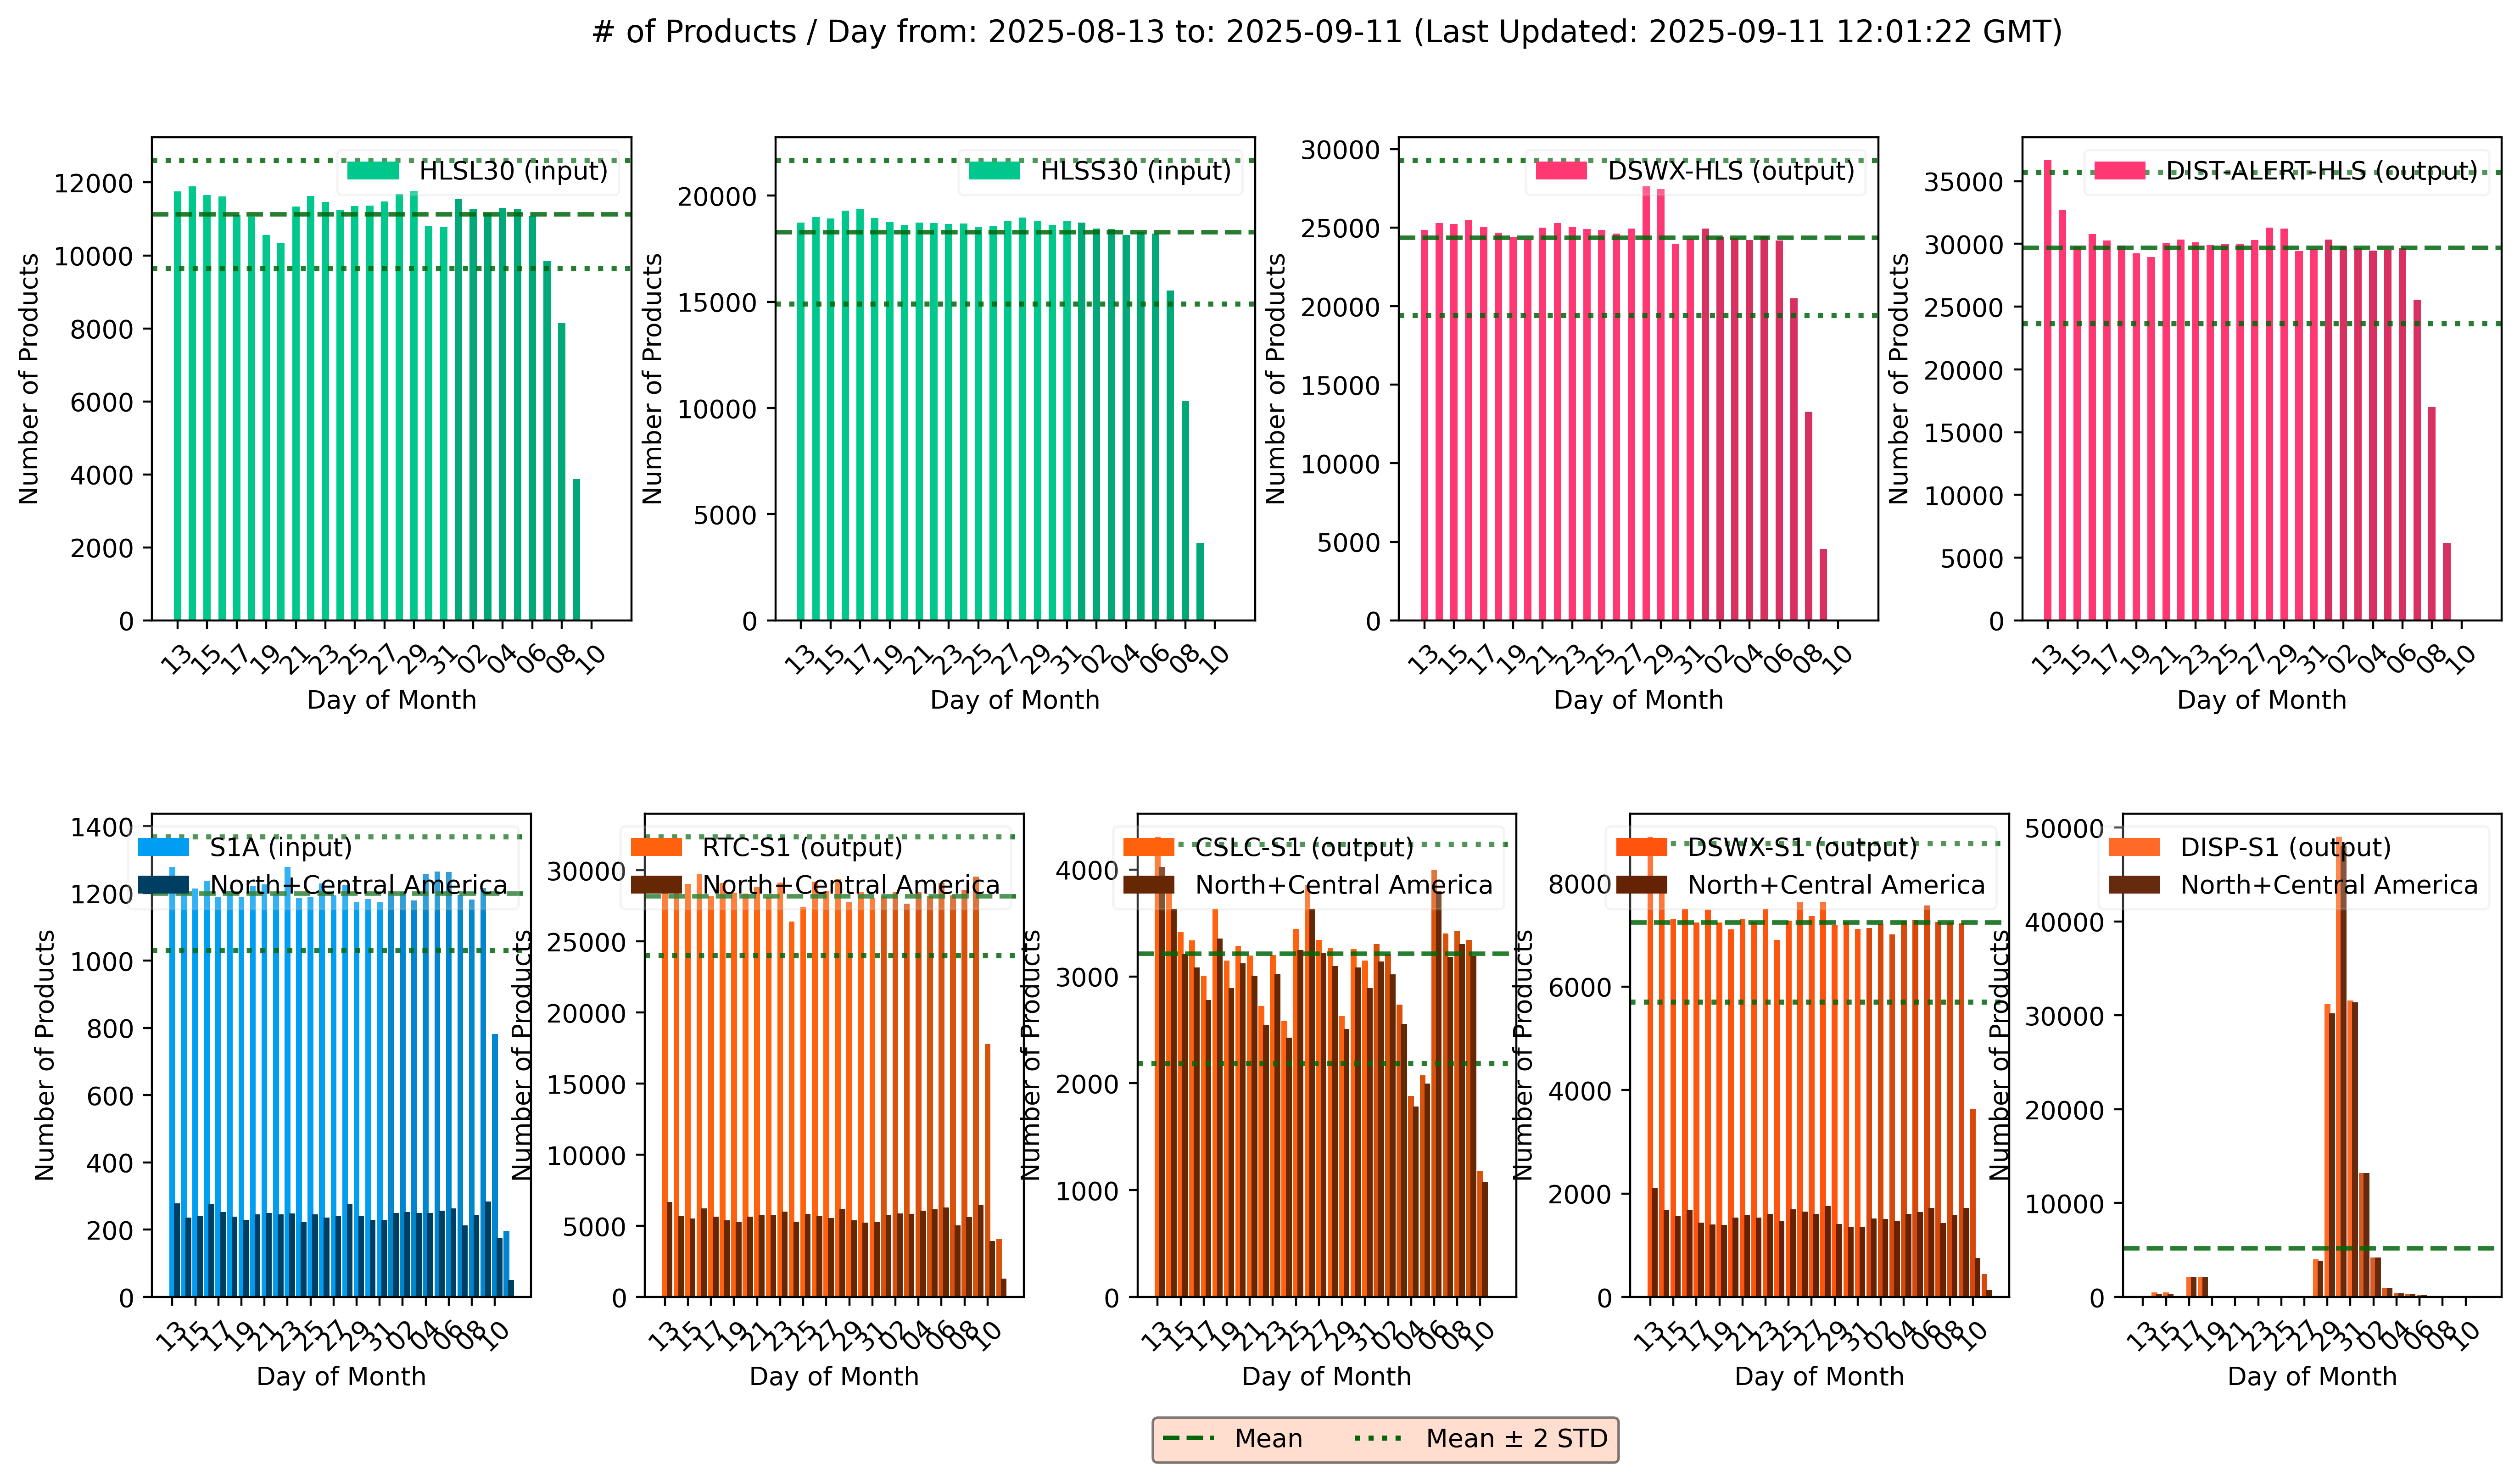 # of Products / Day from: 2025-08-13 to: 2025-09-11 (Last Updated: 2025-09-11 12:01:22 GMT)
HLSL30 (input)
Number of Products
12000
10000
8000
6000
4000
2000
0
13 15 17 19 21 23 25 27 29 31 02 04 06 08 10
Day of Month
HLSS30 (input)
Number of Products
20000
15000
10000
5000
0
13 15 17 19 21 23 25 27 29 31 02 04 06 08 10
Day of Month
DSWX-HLS (output)
Number of Products
30000
25000
20000
15000
10000
5000
0
13 15 17 19 21 23 25 27 29 31 02 04 06 08 10
Day of Month
DIST-ALERT-HLS (output)
Number of Products
35000
30000
25000
20000
15000
10000
5000
0
13 15 17 19 21 23 25 27 29 31 02 04 06 08 10
Day of Month
S1A (input)
North+Central America
Number of Products
1400
1200
1000
800
600
400
200
0
13 15 17 19 21 23 25 27 29 31 02 04 06 08 10
Day of Month
RTC-S1 (output)
North+Central America
Number of Products
30000
25000
20000
15000
10000
5000
0
13 15 17 19 21 23 25 27 29 31 02 04 06 08 10
Day of Month
CSLC-S1 (output)
North+Central America
Number of Products
4000
3000
2000
1000
0
13 15 17 19 21 23 25 27 29 31 02 04 06 08 10
Day of Month
DSWX-S1 (output)
North+Central America
Number of Products
8000
6000
4000
2000
0
13 15 17 19 21 23 25 27 29 31 02 04 06 08 10
Day of Month
DISP-S1 (output)
North+Central America
Number of Products
50000
40000
30000
20000
10000
0
13 15 17 19 21 23 25 27 29 31 02 04 06 08 10
Day of Month
Mean
Mean ± 2 STD